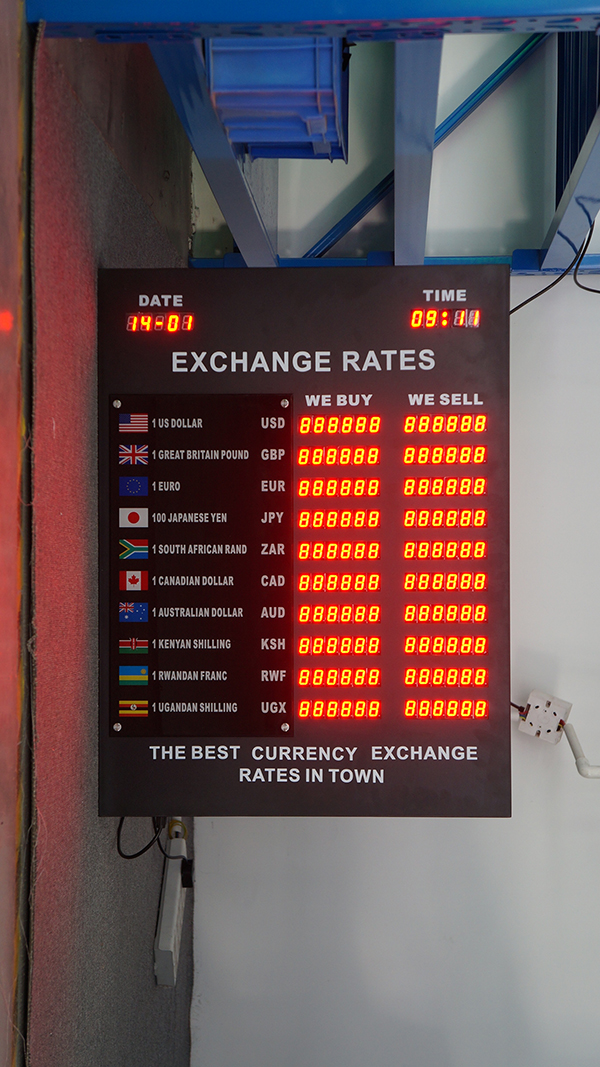 DATE TIME
14-01 09:11
EXCHANGE RATES
WE BUY WE SELL
1 US DOLLAR USD 888888 888888
1 GREAT BRITAIN POUND GBP 888888 888888
1 EURO EUR 888888 888888
100 JAPANESE YEN JPY 888888 888888
1 SOUTH AFRICAN RAND ZAR 888888 888888
1 CANADIAN DOLLAR CAD 888888 888888
1 AUSTRALIAN DOLLAR AUD 888888 888888
1 KENYAN SHILLING KSH 888888 888888
1 RWANDAN FRANC RWF 888888 888888
1 UGANDAN SHILLING UGX 888888 888888
THE BEST CURRENCY EXCHANGE
RATES IN TOWN